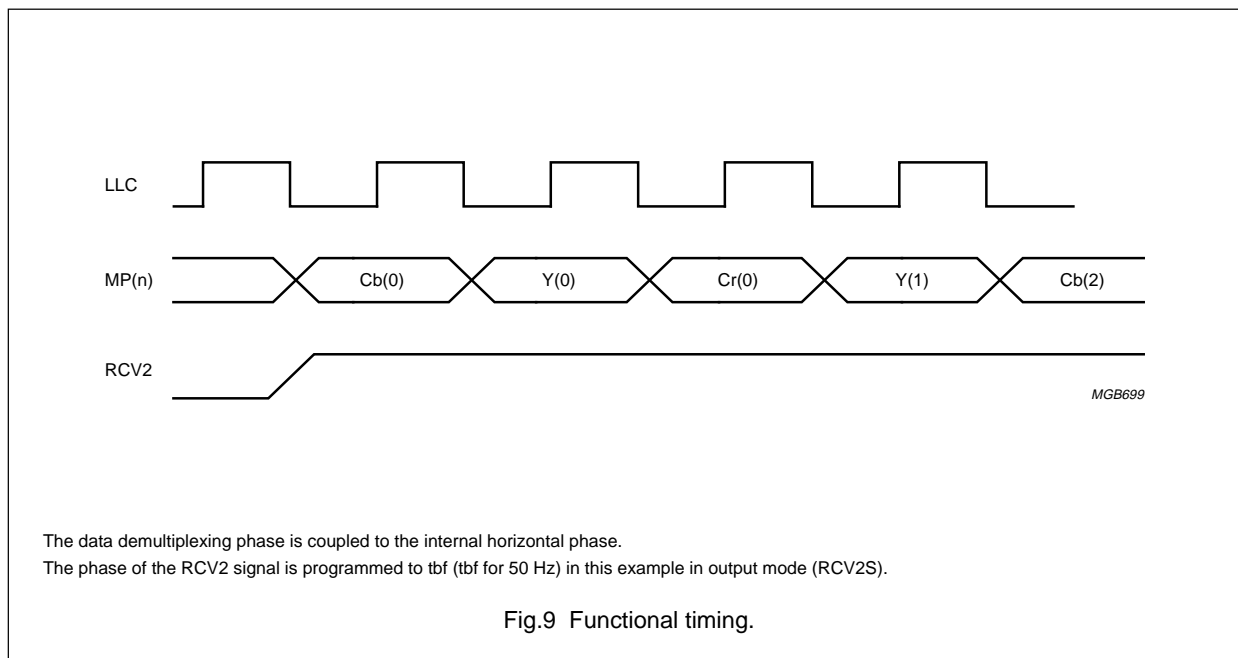 LLC
MP(n)
Cb(0) Y(0) Cr(0) Y(1) Cb(2)
RCV2
MGB699
The data demultiplexing phase is coupled to the internal horizontal phase.
The phase of the RCV2 signal is programmed to tbf (tbf for 50 Hz) in this example in output mode (RCV2S).
Fig.9 Functional timing.